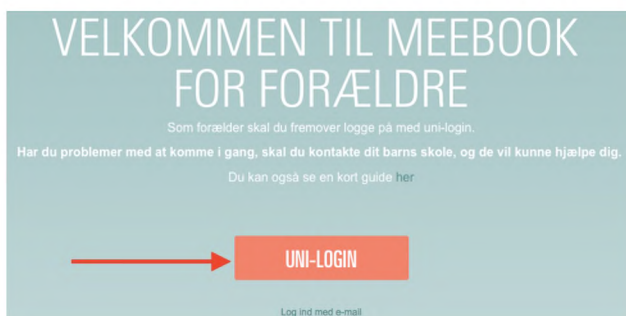 VELKOMMEN TIL MEEBOOK
FOR FORÆLDRE
Som forælder skal du fremover logge på med uni-login.
Har du problemer med at komme i gang, skal du kontakte dit barns skole, og de vil kunne hjælpe dig.
Du kan også se en kort guide her
UNI-LOGIN
Log ind med e-mail